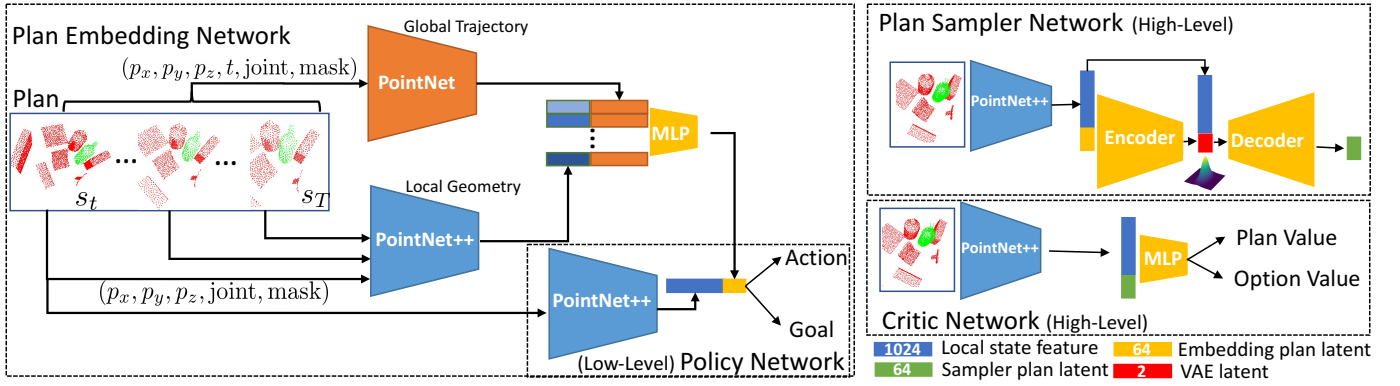 Plan Embedding Network
Global Trajectory
(p_x, p_y, p_z, t, joint, mask)
PointNet
Plan
s_t
s_T
MLP
Local Geometry
PointNet++
(p_x, p_y, p_z, joint, mask)
PointNet++
Action
Goal
(Low-Level) Policy Network
Plan Sampler Network (High-Level)
PointNet++
Encoder
Decoder
PointNet++
MLP
Plan Value
Option Value
Critic Network (High-Level)
1024 Local state feature
64 Embedding plan latent
64 Sampler plan latent
2 VAE latent